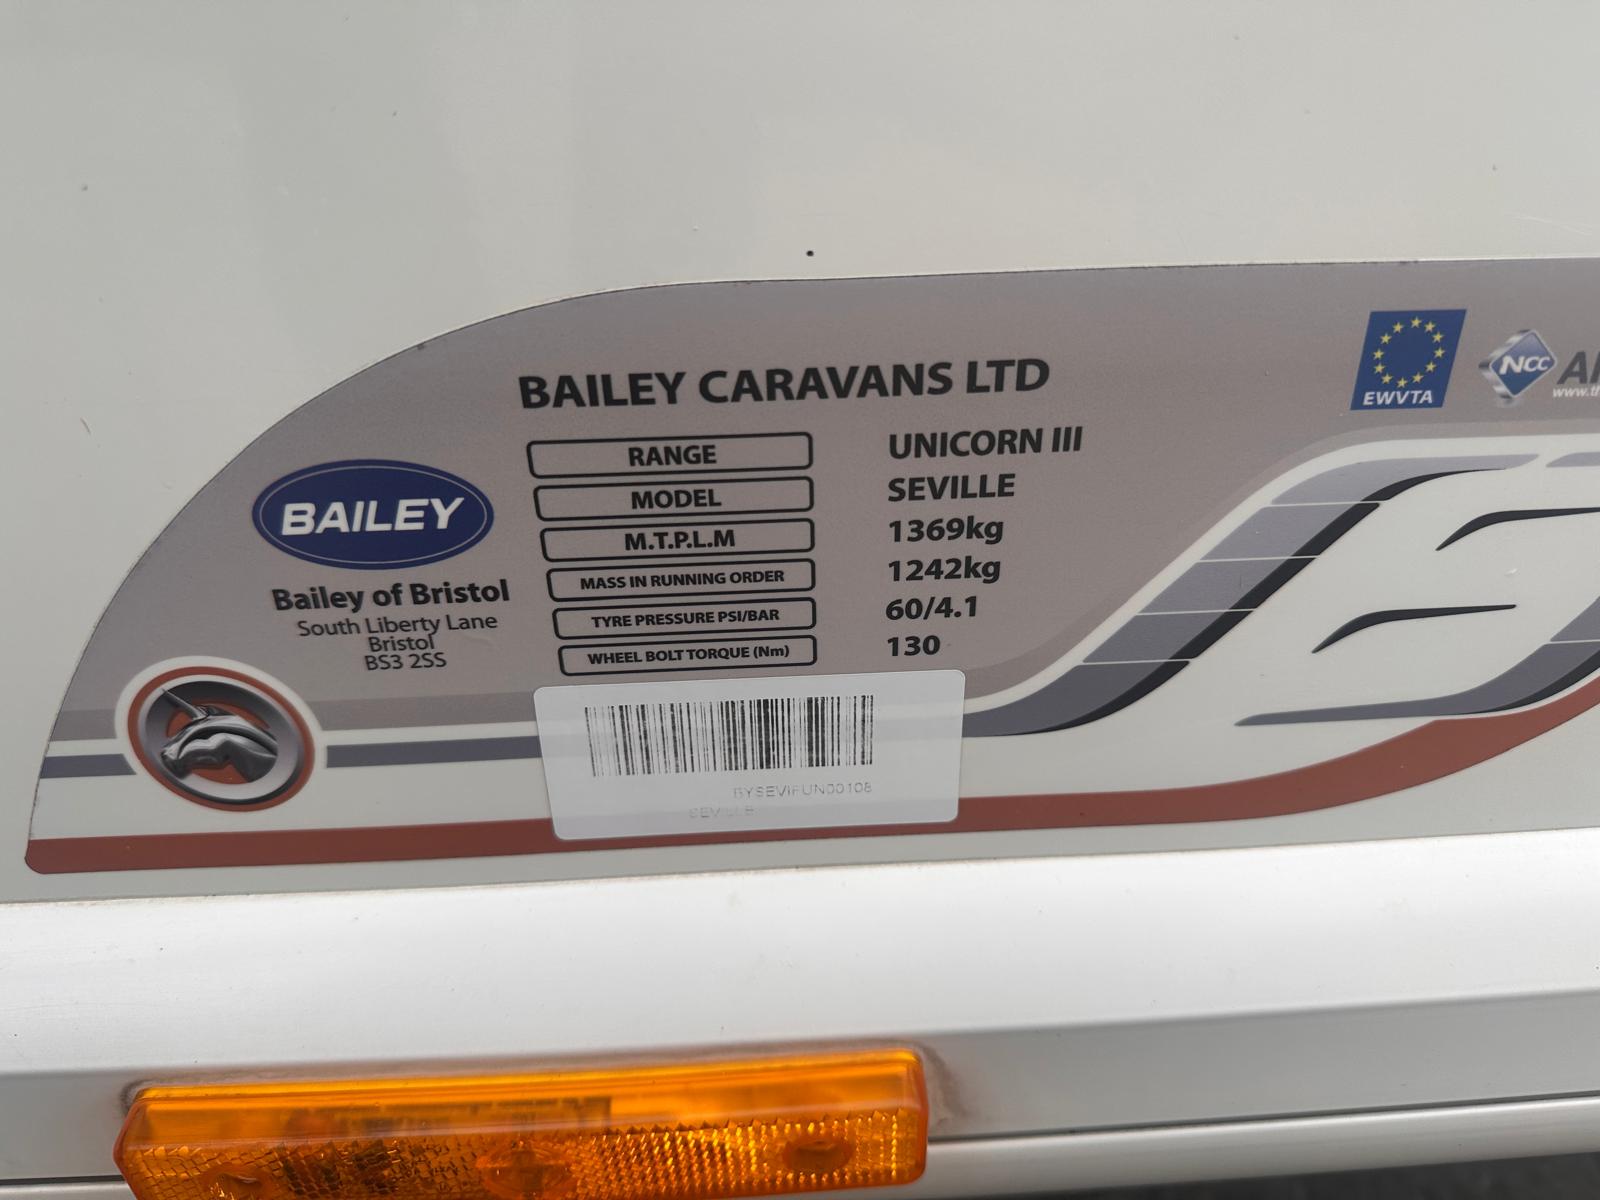 BAILEY CARAVANS LTD
RANGE UNICORN III
MODEL SEVILLE
M.T.P.L.M 1369kg
MASS IN RUNNING ORDER 1242kg
TYRE PRESSURE PSI/BAR 60/4.1
WHEEL BOLT TORQUE (Nm) 130
BAILEY
Bailey of Bristol
South Liberty Lane
Bristol
BS3 2SS
EWVTA
NCC
BYSEVIFUN00108
SEVILLE